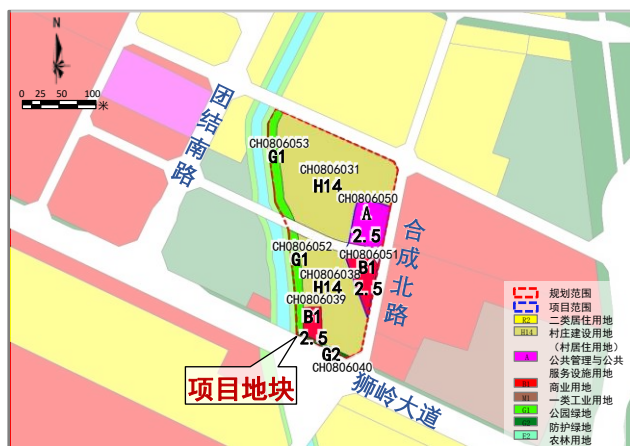 N
0 25 50 100
米
团结南路
CH0806053
G1
CH0806031
H14
CH0806050
A
2.5
合成北路
CH0806052
G1
CH0806051
B1
2.5
CH0806038
H14
CH0806039
B1
2.5
G2
CH0806040
项目地块
狮岭大道
规划范围
项目范围
R2 二类居住用地
H14 村庄建设用地
（村居住用地）
A 公共管理与公共
服务设施用地
B1 商业用地
M1 一类工业用地
G1 公园绿地
G2 防护绿地
E2 农林用地